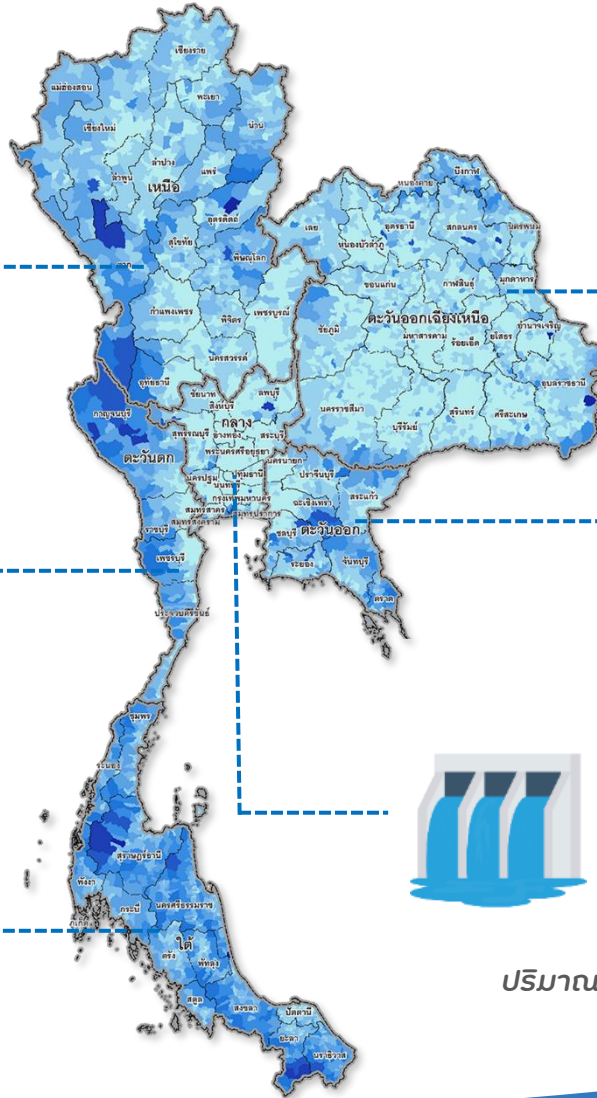 เชียงราย
แม่ฮ่องสอน
พะเยา
เชียงใหม่
น่าน
ลำปาง
แพร่
ลำพูน
เหนือ
อุตรดิตถ์
สุโขทัย
ตาก
พิษณุโลก
กำแพงเพชร
พิจิตร
เพชรบูรณ์
นครสวรรค์
อุทัยธานี
บึงกาฬ
หนองคาย
เลย
อุดรธานี
สกลนคร
นครพนม
หนองบัวลำภู
ขอนแก่น
กาฬสินธุ์
มุกดาหาร
ตะวันออกเฉียงเหนือ
ชัยภูมิ
มหาสารคาม
ร้อยเอ็ด
ยโสธร
อำนาจเจริญ
อุบลราชธานี
นครราชสีมา
บุรีรัมย์
สุรินทร์
ศรีสะเกษ
ชัยนาท
ลพบุรี
สิงห์บุรี
กลาง
กาญจนบุรี
สุพรรณบุรี
อ่างทอง
สระบุรี
พระนครศรีอยุธยา
ตะวันตก
นครนายก
ปราจีนบุรี
นครปฐม
ปทุมธานี
นนทบุรี
สระแก้ว
กรุงเทพมหานคร
ฉะเชิงเทรา
สมุทรสาคร
สมุทรปราการ
สมุทรสงคราม
ราชบุรี
ชลบุรี
ตะวันออก
เพชรบุรี
ระยอง
จันทบุรี
ตราด
ประจวบคีรีขันธ์
ชุมพร
ระนอง
สุราษฎร์ธานี
พังงา
กระบี่
นครศรีธรรมราช
ภูเก็ต
ใต้
ตรัง
พัทลุง
สตูล
สงขลา
ปัตตานี
ยะลา
นราธิวาส
ปริมาณ